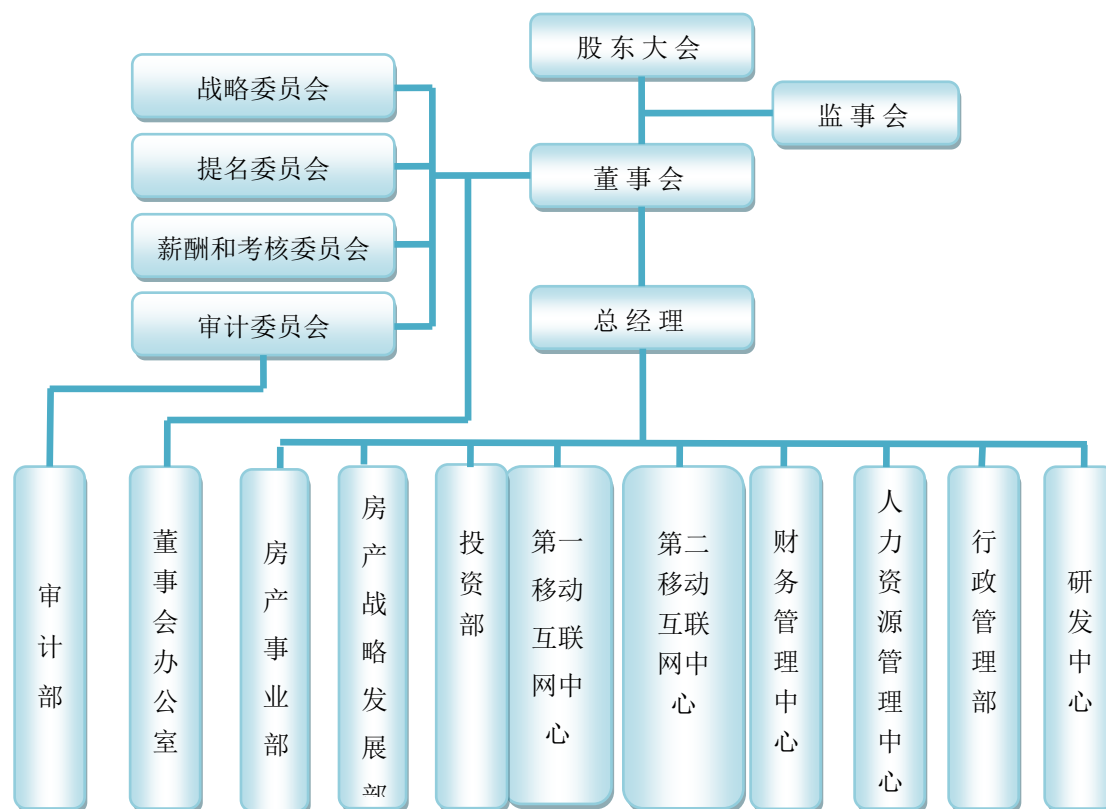 股东大会
战略委员会
监事会
提名委员会
董事会
薪酬和考核委员会
审计委员会
总经理
审计部
董事会办公室
房产事业部
房产战略发展部
投资部
第一
移动
互联
网中
心
第二
移动
互联
网中
心
财务管理中心
人力资源管理中心
行政管理部
研发中心